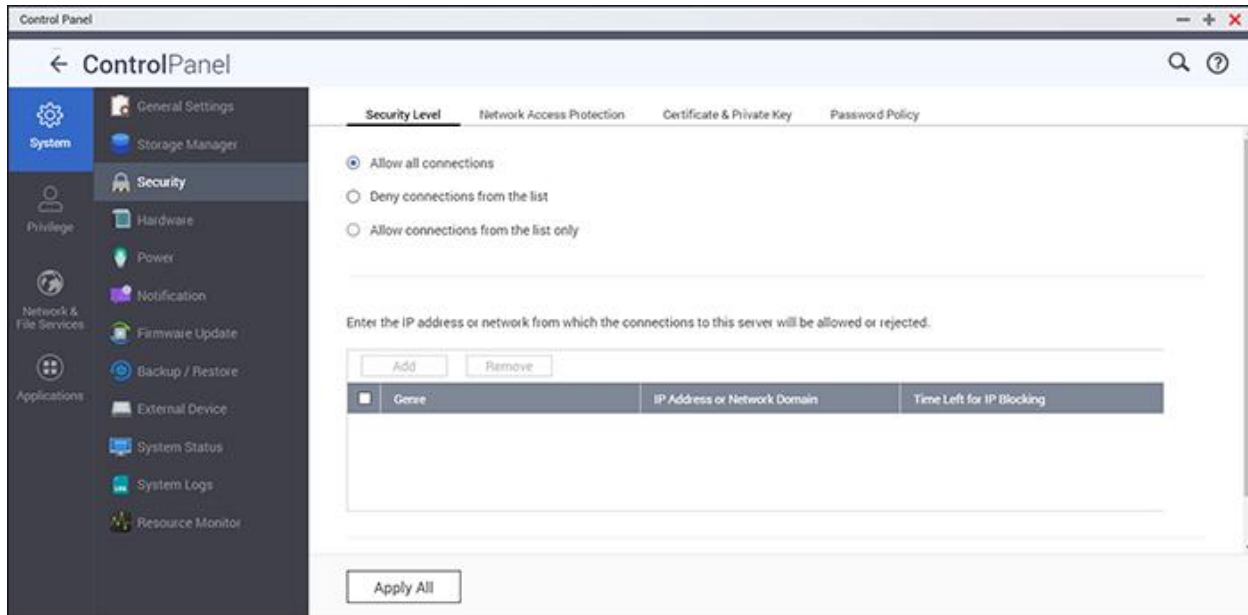 Control Panel
ControlPanel
System
Privilege
Network &
File Services
Applications
General Settings
Storage Manager
Security
Hardware
Power
Notification
Firmware Update
Backup / Restore
External Device
System Status
System Logs
Resource Monitor
Security Level Network Access Protection Certificate & Private Key Password Policy
Allow all connections
Deny connections from the list
Allow connections from the list only
Enter the IP address or network from which the connections to this server will be allowed or rejected.
Add Remove
Genre IP Address or Network Domain Time Left for IP Blocking
Apply All